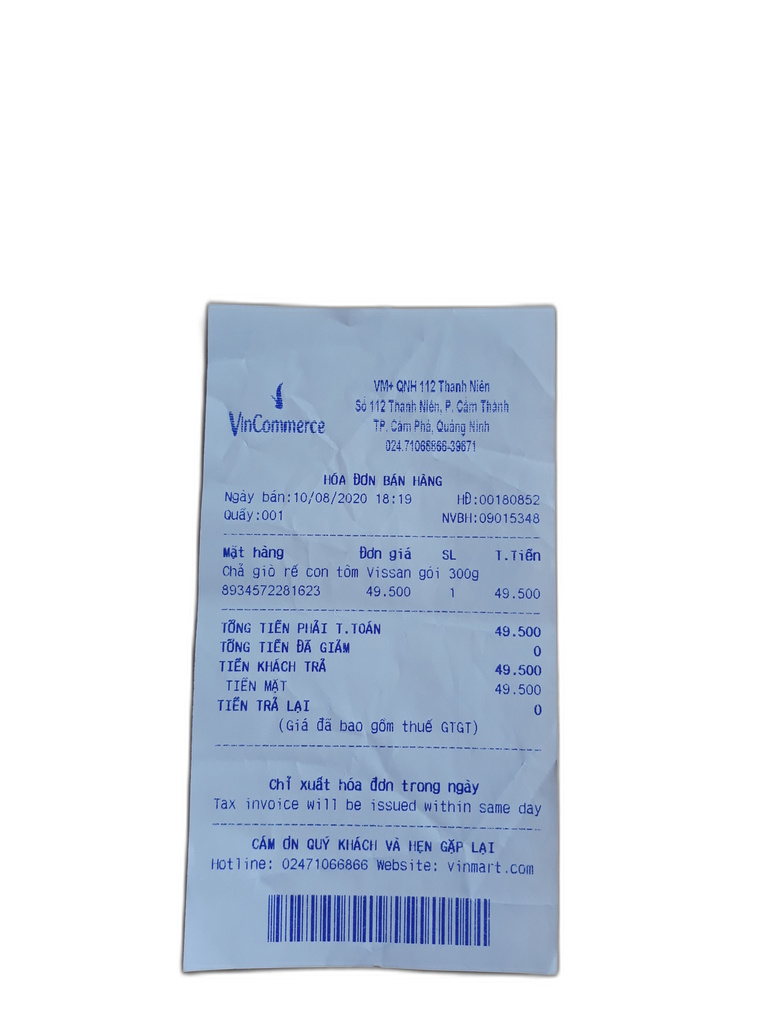 VinCommerce
VM+ QNH 112 Thanh Niên
Số 112 Thanh Niên, P. Cẩm Thành
TP. Cẩm Phả, Quảng Ninh
024.71066866-39671
HÓA ĐƠN BÁN HÀNG
Ngày bán:10/08/2020 18:19 HĐ:00180852
Quầy:001 NVBH:09015348
Mặt hàng Đơn giá SL T.Tiền
Chả giò rế con tôm Vissan gói 300g
8934572281623 49.500 1 49.500
TỔNG TIỀN PHẢI T.TOÁN 49.500
TỔNG TIỀN ĐÃ GIẢM 0
TIỀN KHÁCH TRẢ 49.500
TIỀN MẶT 49.500
TIỀN TRẢ LẠI 0
(Giá đã bao gồm thuế GTGT)
Chỉ xuất hóa đơn trong ngày
Tax invoice will be issued within same day
CẢM ƠN QUÝ KHÁCH VÀ HẸN GẶP LẠI
Hotline: 02471066866 Website: vinmart.com